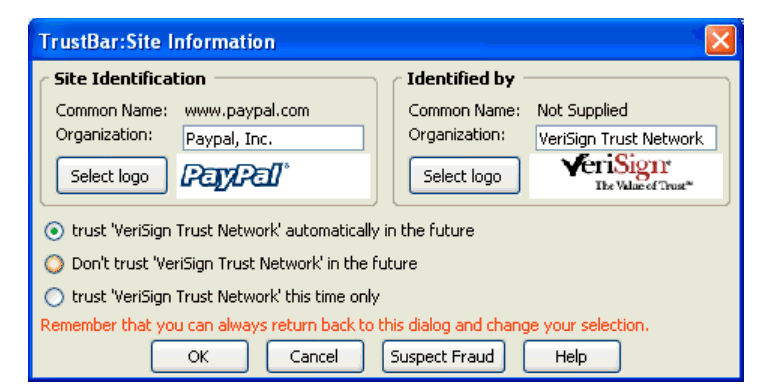 TrustBar:Site Information
Site Identification
Common Name: www.paypal.com
Organization: Paypal, Inc.
Select logo PayPal
Identified by
Common Name: Not Supplied
Organization: VeriSign Trust Network
Select logo VeriSign
The Value of Trust℠
trust 'VeriSign Trust Network' automatically in the future
Don't trust 'VeriSign Trust Network' in the future
trust 'VeriSign Trust Network' this time only
Remember that you can always return back to this dialog and change your selection.
OK Cancel Suspect Fraud Help